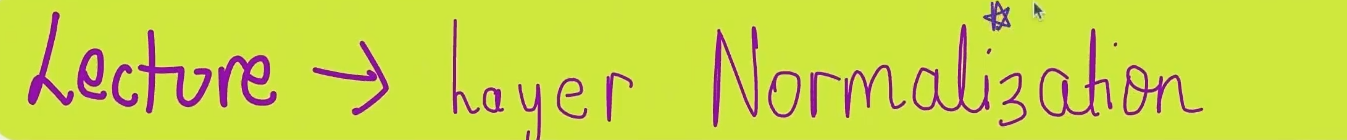 Lecture → Layer Normalization